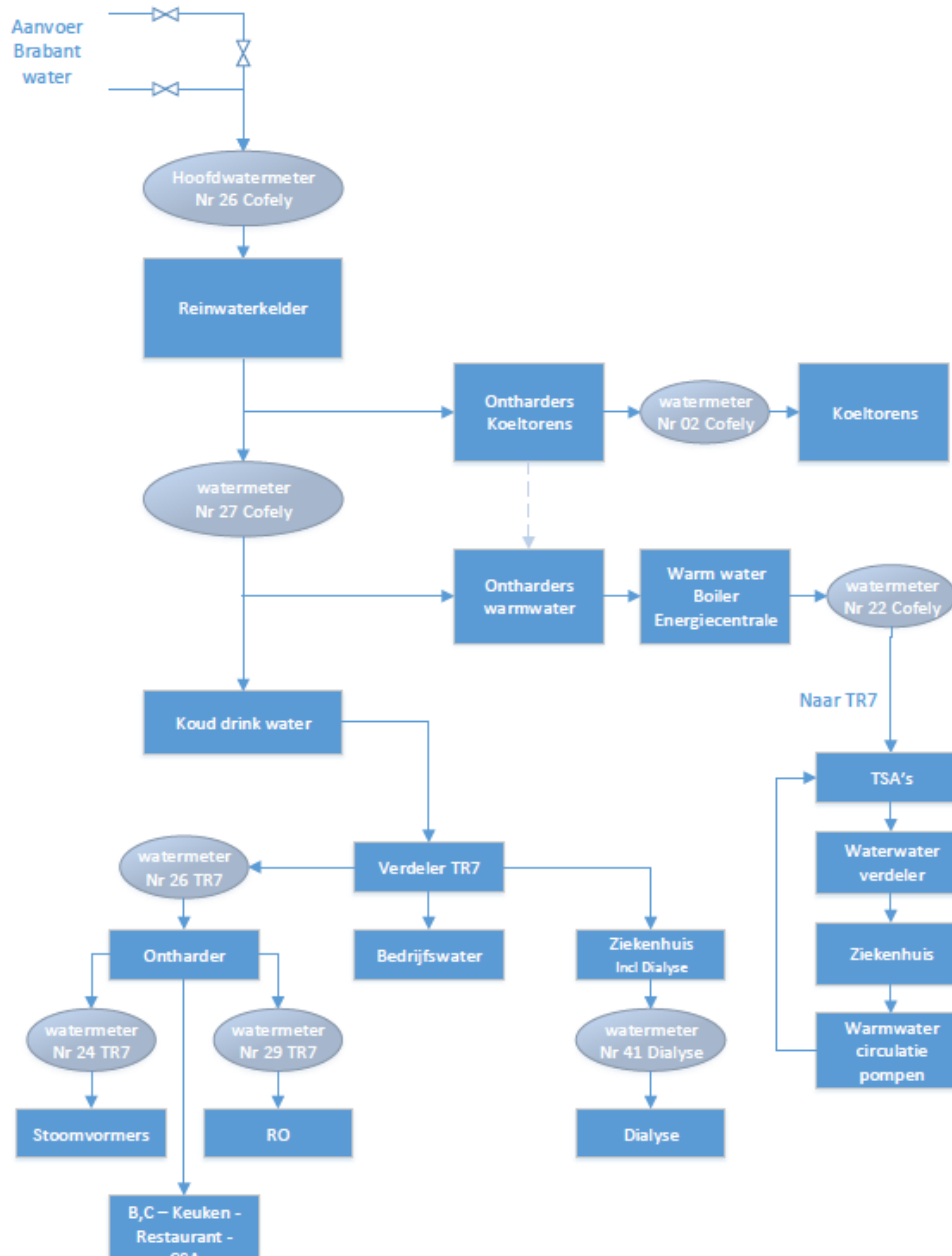 Aanvoer
Brabant
water
Hoofdwatermeter
Nr 26 Cofely
Reinwaterkelder
Ontharders
Koeltorens
watermeter
Nr 02 Cofely
Koeltorens
watermeter
Nr 27 Cofely
Ontharders
warmwater
Warm water
Boiler
Energiecentrale
watermeter
Nr 22 Cofely
Naar TR7
Koud drink water
TSA's
watermeter
Nr 26 TR7
Verdeler TR7
Waterwater
verdeler
Ontharder
Bedrijfswater
Ziekenhuis
Incl Dialyse
Ziekenhuis
watermeter
Nr 24 TR7
watermeter
Nr 29 TR7
watermeter
Nr 41 Dialyse
Warmwater
circulatie
pompen
Stoomvormers
RO
Dialyse
B,C – Keuken -
Restaurant -